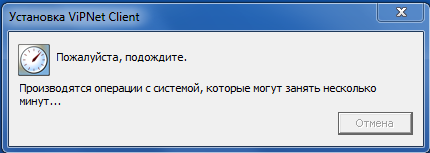 Установка ViPNet Client
Пожалуйста, подождите.
Производятся операции с системой, которые могут занять несколько
минут...
Отмена